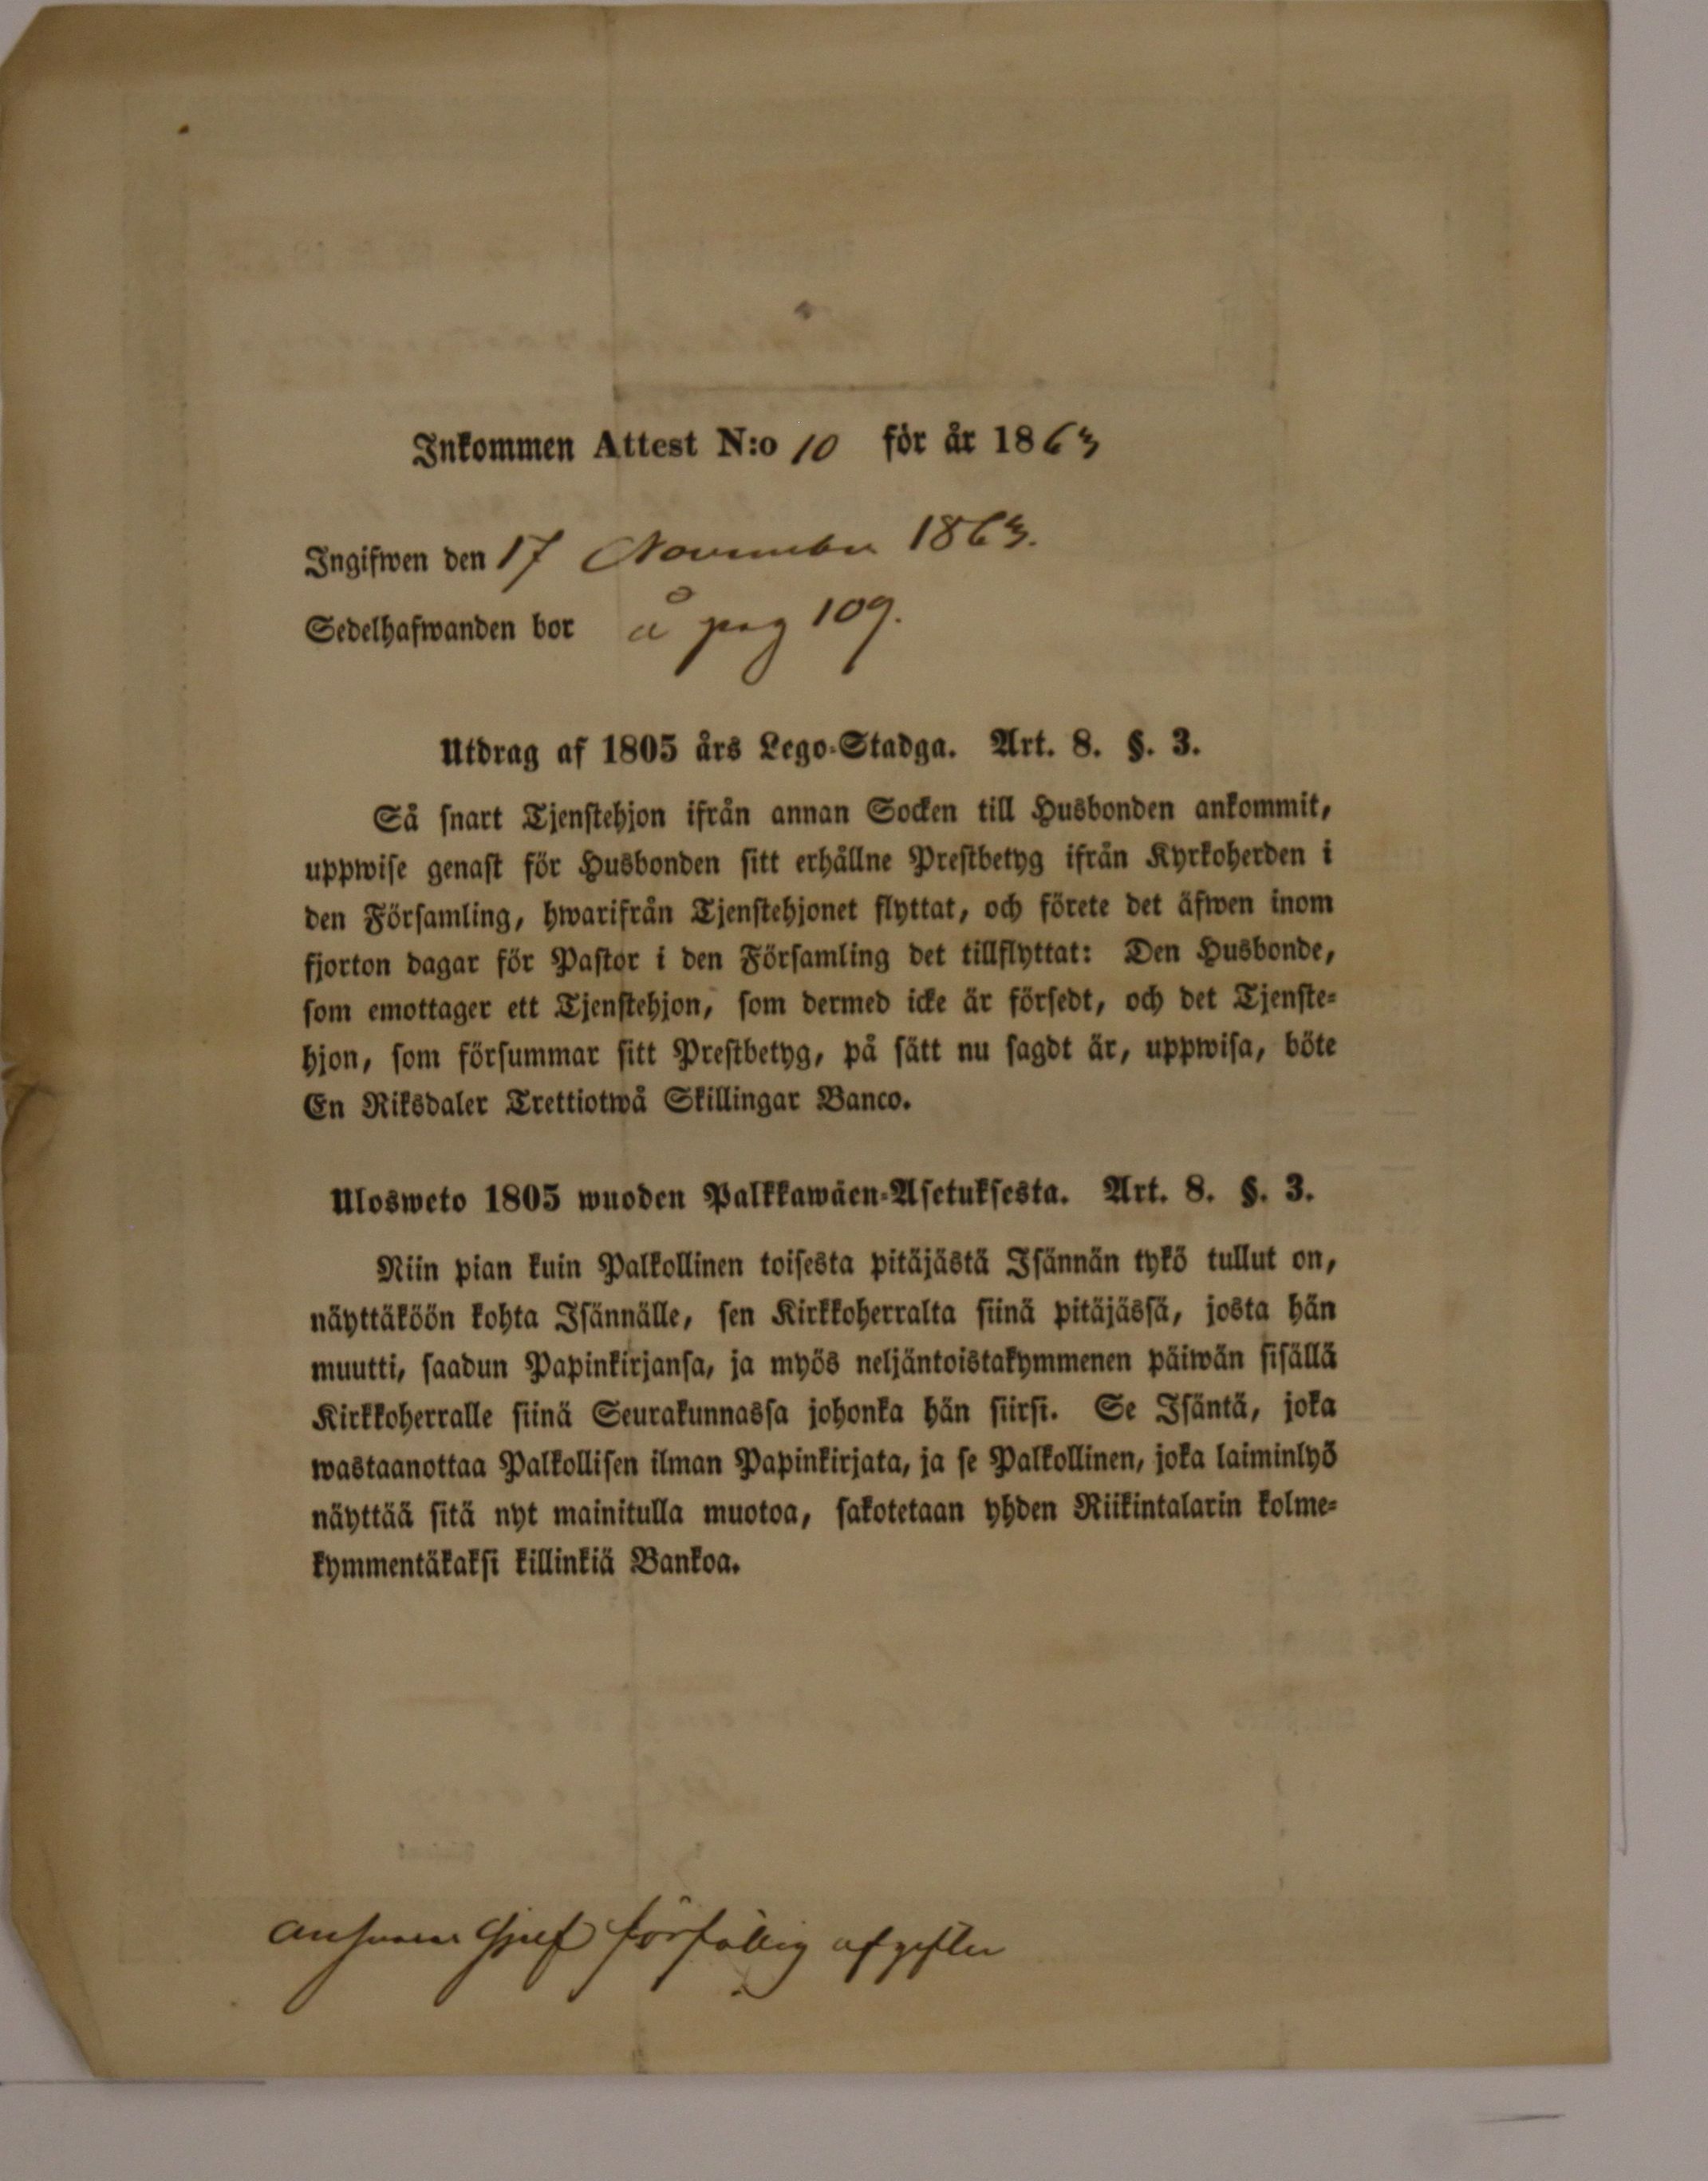 Inkommen Attest N:o 10 för år 1863
Ingifwen den 17 November 1863.
Sedelhafwanden bor å pag 109.
Utdrag af 1805 års Lego-Stadga. Art. 8. §. 3.
Så snart Tjenstehjon ifrån annan Socken till Husbonden ankommit,
uppwise genast för Husbonden sitt erhållne Prestbetyg ifrån Kyrkoherden i
den Församling, hwarifrån Tjenstehjonet flyttat, och förete det äfwen inom
fjorton dagar för Pastor i den Församling det tillflyttat: Den Husbonde,
som emottager ett Tjenstehjon, som dermed icke är försedt, och det Tjenste-
hjon, som försummar sitt Prestbetyg, på sätt nu sagdt är, uppwisa, böte
En Riksdaler Trettiotwå Skillingar Banco.
Ulosweto 1805 wuoden Palkkawäen-Asetuksesta. Art. 8. §. 3.
Niin pian kuin Palkollinen toisesta pitäjästä Isännän tykö tullut on,
näyttäköön kohta Isännälle, sen Kirkkoherralta siinä pitäjässä, josta hän
muutti, saadun Papinkirjansa, ja myös neljäntoistakymmenen päiwän sisällä
Kirkkoherralle siinä Seurakunnassa johonka hän siirsi. Se Isäntä, joka
wastaanottaa Palkollisen ilman Papinkirjata, ja se Palkollinen, joka laiminlyö
näyttää sitä nyt mainitulla muotoa, sakotetaan yhden Riikintalarin kolme-
kymmentäkaksi killinkiä Bankoa.